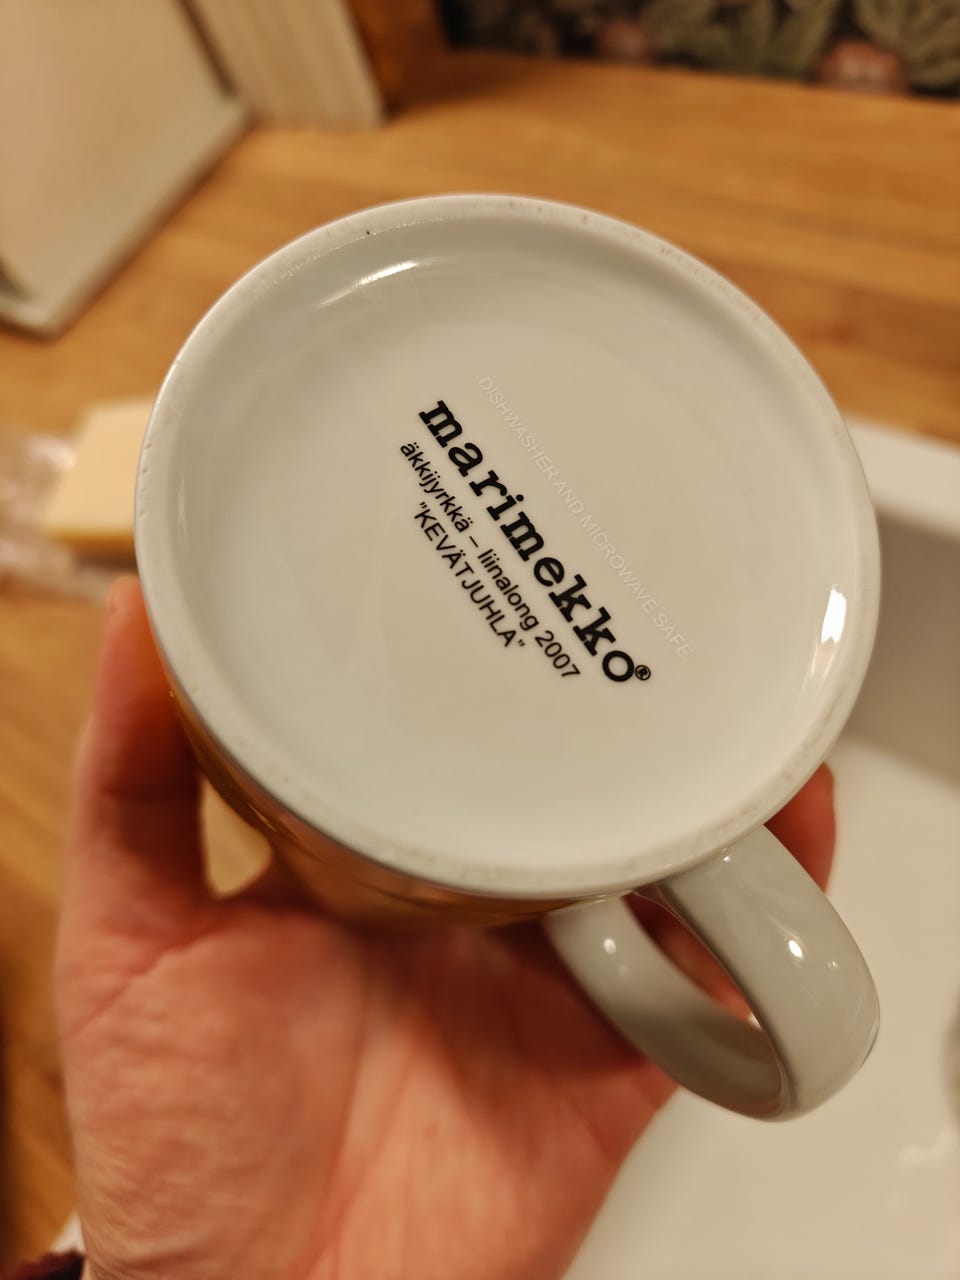 DISHWASHER AND MICROWAVE SAFE
marimekko®
äkkijyrkkä – liinalong 2007
"KEVÄTJUHLA"